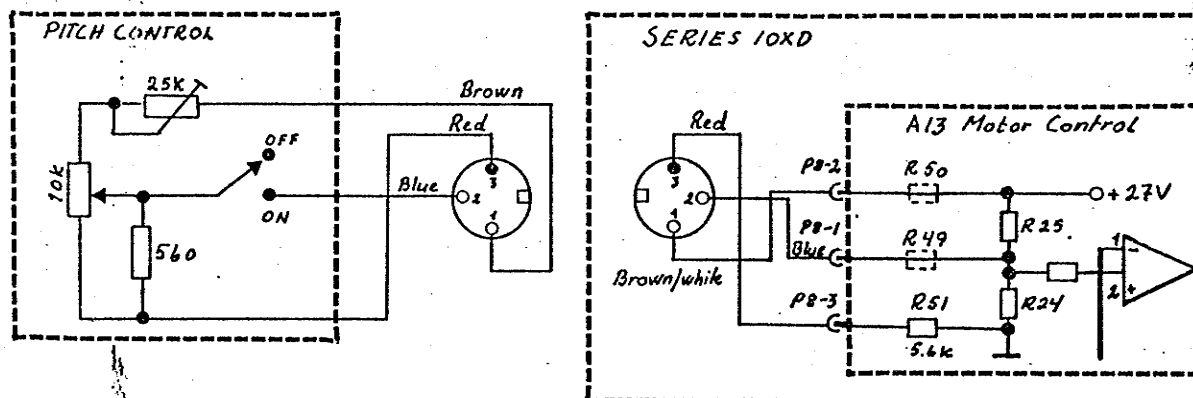 PITCH CONTROL
25K
Brown
Red
OFF
10k
Blue
ON
560
3
2
1
SERIES 10XD
A13 Motor Control
Red
P8-2
R50
+27V
3
2
1
P8-1
Blue
R49
R25
Brown/white
P8-3
R51
5.6k
R24
1
-
2
+